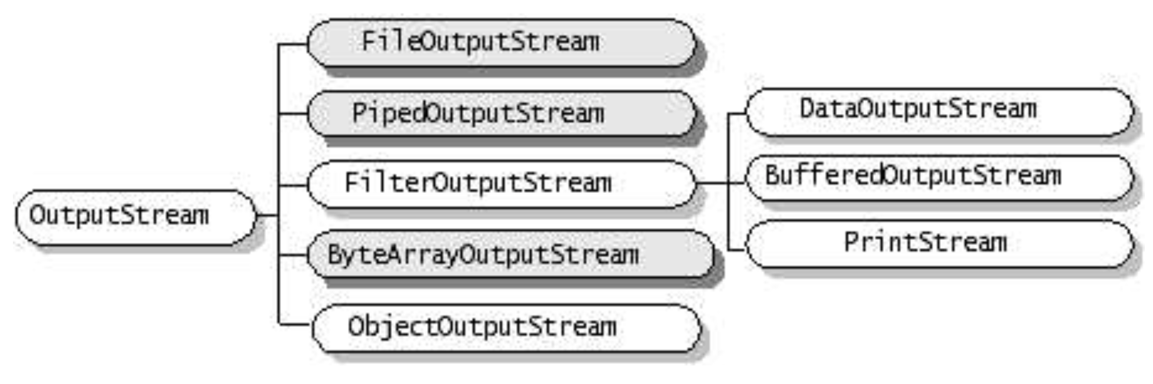 FileOutputStream
PipedOutputStream
DataOutputStream
FilterOutputStream
BufferedOutputStream
OutputStream
PrintStream
ByteArrayOutputStream
ObjectOutputStream